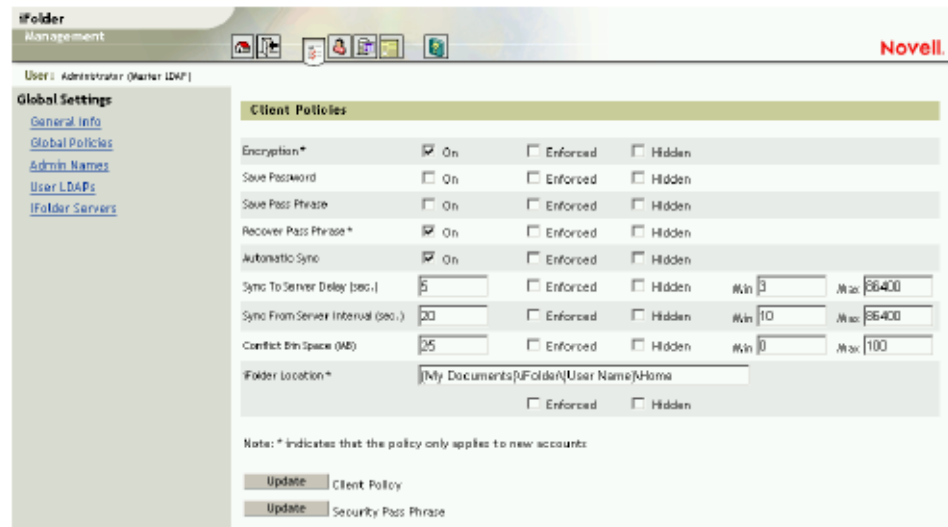 iFolder
Management
Novell.
User: Administrator (Master LDAP)
Global Settings
General Info
Global Policies
Admin Names
User LDAPs
iFolder Servers
Client Policies
Encryption* On Enforced Hidden
Save Password On Enforced Hidden
Save Pass Phrase On Enforced Hidden
Recover Pass Phrase* On Enforced Hidden
Automatic Sync On Enforced Hidden
Sync To Server Delay (sec.) 5 Enforced Hidden Min 3 Max 86400
Sync From Server Interval (sec.) 20 Enforced Hidden Min 10 Max 86400
Conflict Bin Space (MB) 25 Enforced Hidden Min 0 Max 100
iFolder Location* [My Documents]\iFolder\[User Name]\Home
Enforced Hidden
Note: * indicates that the policy only applies to new accounts
Update Client Policy
Update Security Pass Phrase